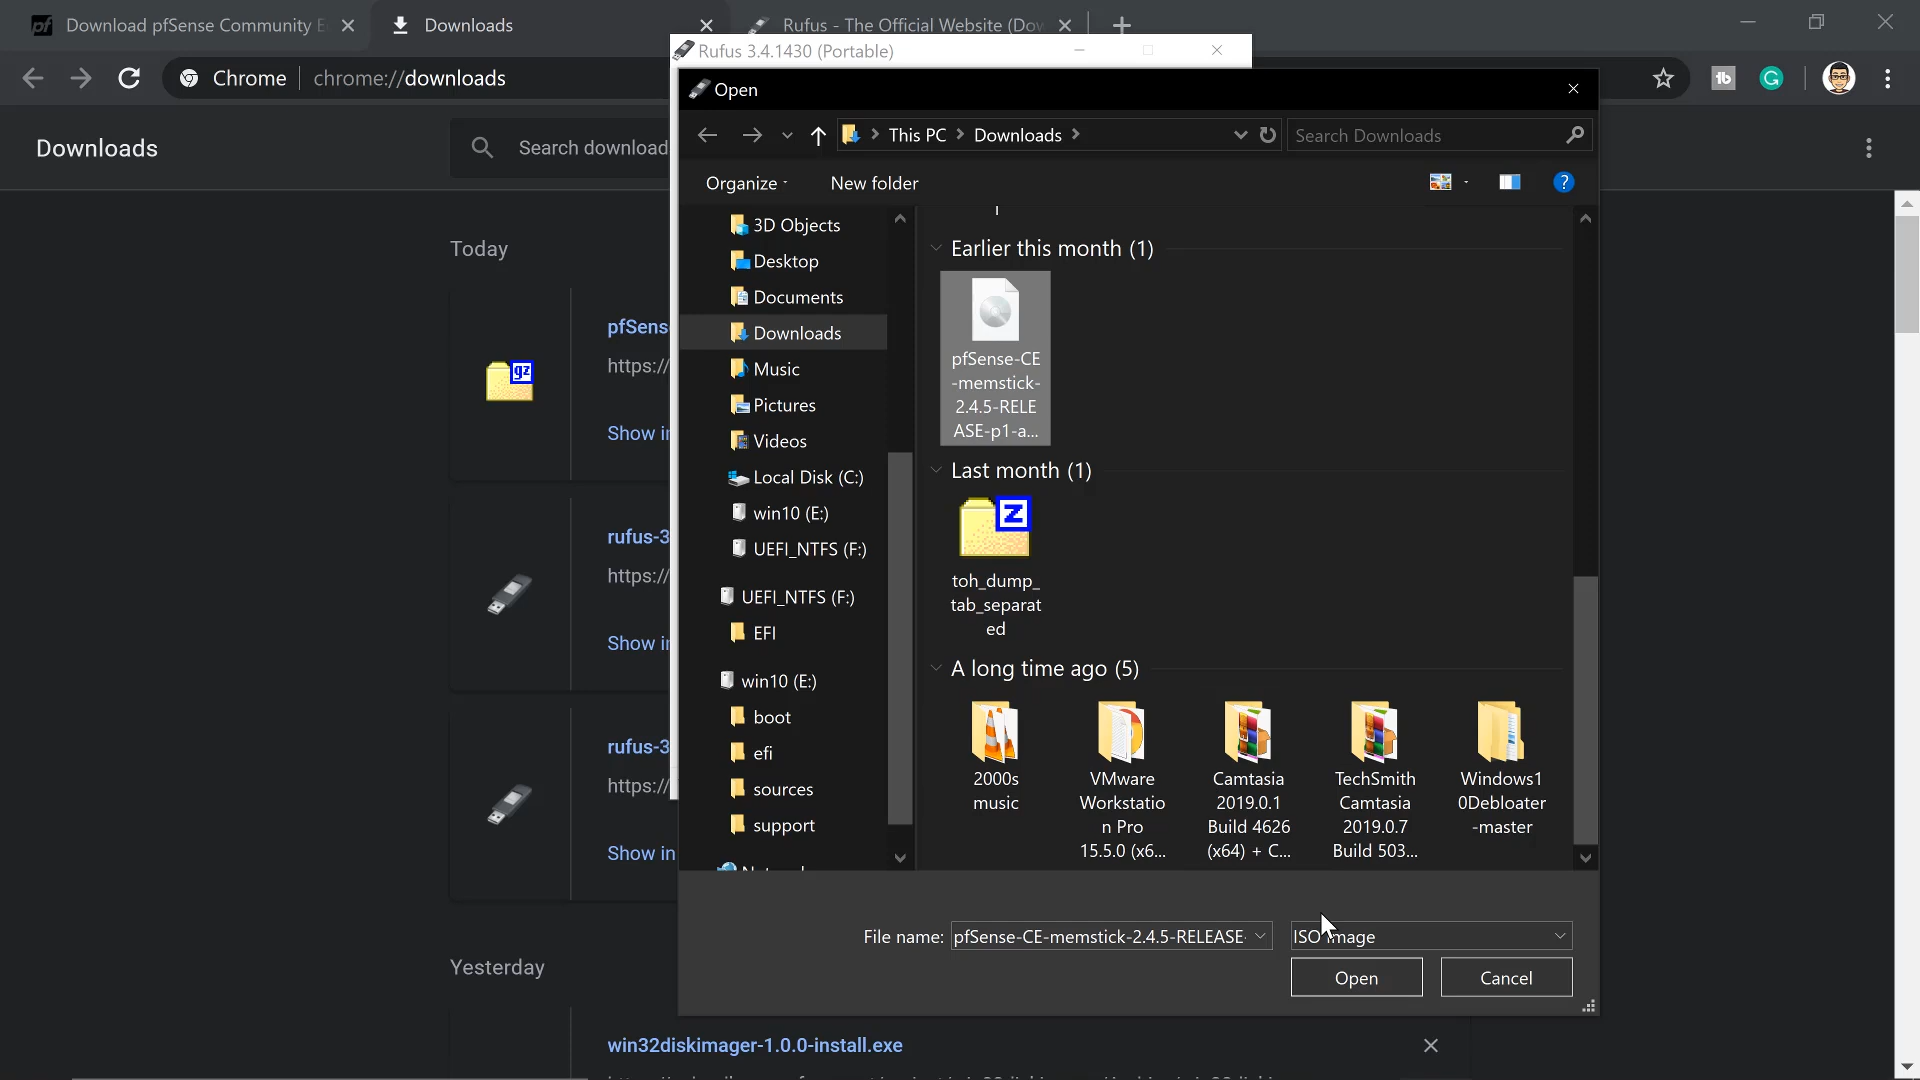 Download pfSense Community E
Downloads
Rufus - The Official Website (Dow
Rufus 3.4.1430 (Portable)
Chrome
chrome://downloads
tb
G
Open
Downloads
Search download
This PC
Downloads
Search Downloads
Organize
New folder
?
Today
pfSens
https://
Show in
gz
rufus-3
https://
Show in
rufus-3
https://
Show in
Yesterday
win32diskimager-1.0.0-install.exe
3D Objects
Desktop
Documents
Downloads
Music
Pictures
Videos
Local Disk (C:)
win10 (E:)
UEFI_NTFS (F:)
UEFI_NTFS (F:)
EFI
win10 (E:)
boot
efi
sources
support
Earlier this month (1)
pfSense-CE
-memstick-
2.4.5-RELE
ASE-p1-a...
Last month (1)
Z
toh_dump_
tab_separat
ed
A long time ago (5)
2000s
music
VMware
Workstatio
n Pro
15.5.0 (x6...
Camtasia
2019.0.1
Build 4626
(x64) + C...
TechSmith
Camtasia
2019.0.7
Build 503...
Windows1
0Debloater
-master
File name:
pfSense-CE-memstick-2.4.5-RELEASE-
ISO Image
Open
Cancel